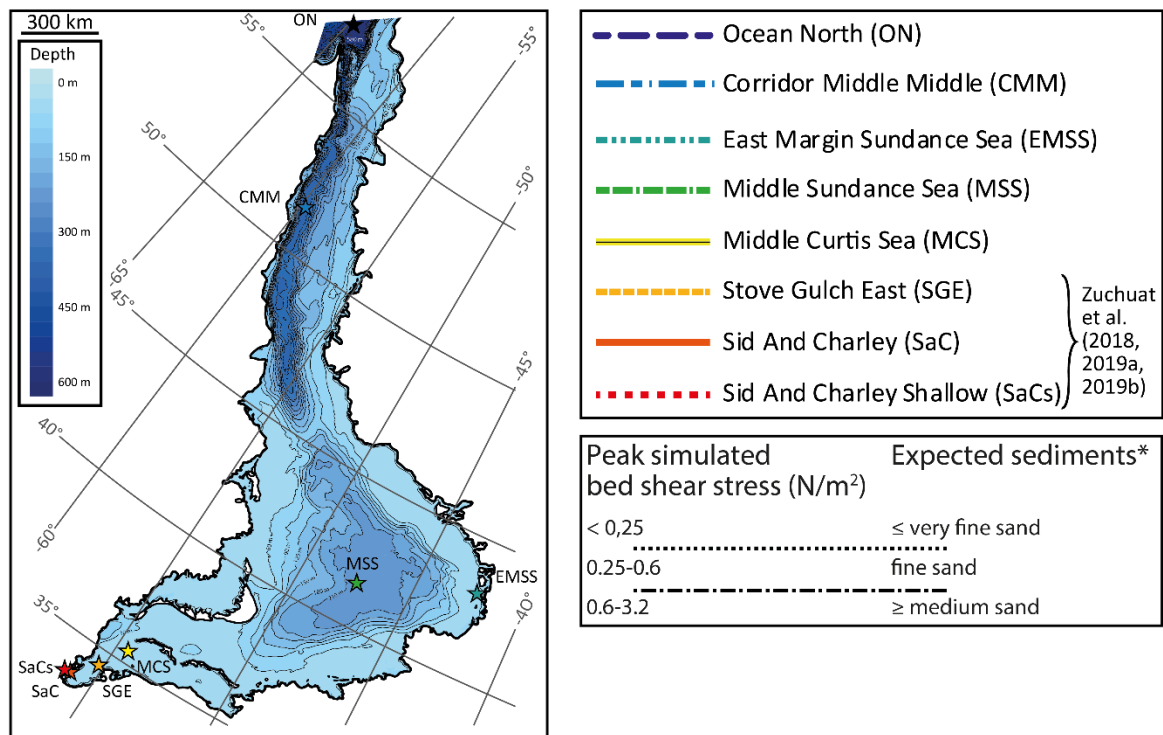 300 km
Depth
0 m
150 m
300 m
450 m
600 m
ON
55°
-55°
50°
-50°
CMM
-65°
-45°
-45°
40°
-60°
MSS
EMSS
-40°
35°
SaCs
SaC
SGE
MCS
Ocean North (ON)
Corridor Middle Middle (CMM)
East Margin Sundance Sea (EMSS)
Middle Sundance Sea (MSS)
Middle Curtis Sea (MCS)
Stove Gulch East (SGE)
Sid And Charley (SaC)
Sid And Charley Shallow (SaCs)
Zuchuat
et al.
(2018,
2019a,
2019b)
Peak simulated
bed shear stress (N/m²)
Expected sediments*
< 0,25 ≤ very fine sand
0.25-0.6 fine sand
0.6-3.2 ≥ medium sand